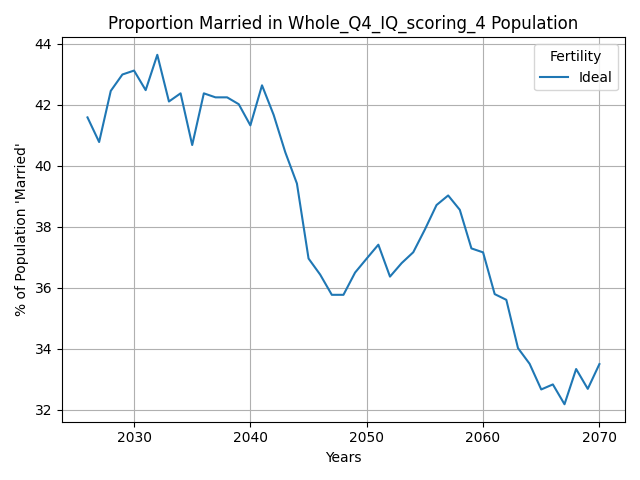 Proportion Married in Whole_Q4_IQ_scoring_4 Population
Fertility
Ideal
% of Population 'Married'
44
42
40
38
36
34
32
2030 2040 2050 2060 2070
Years